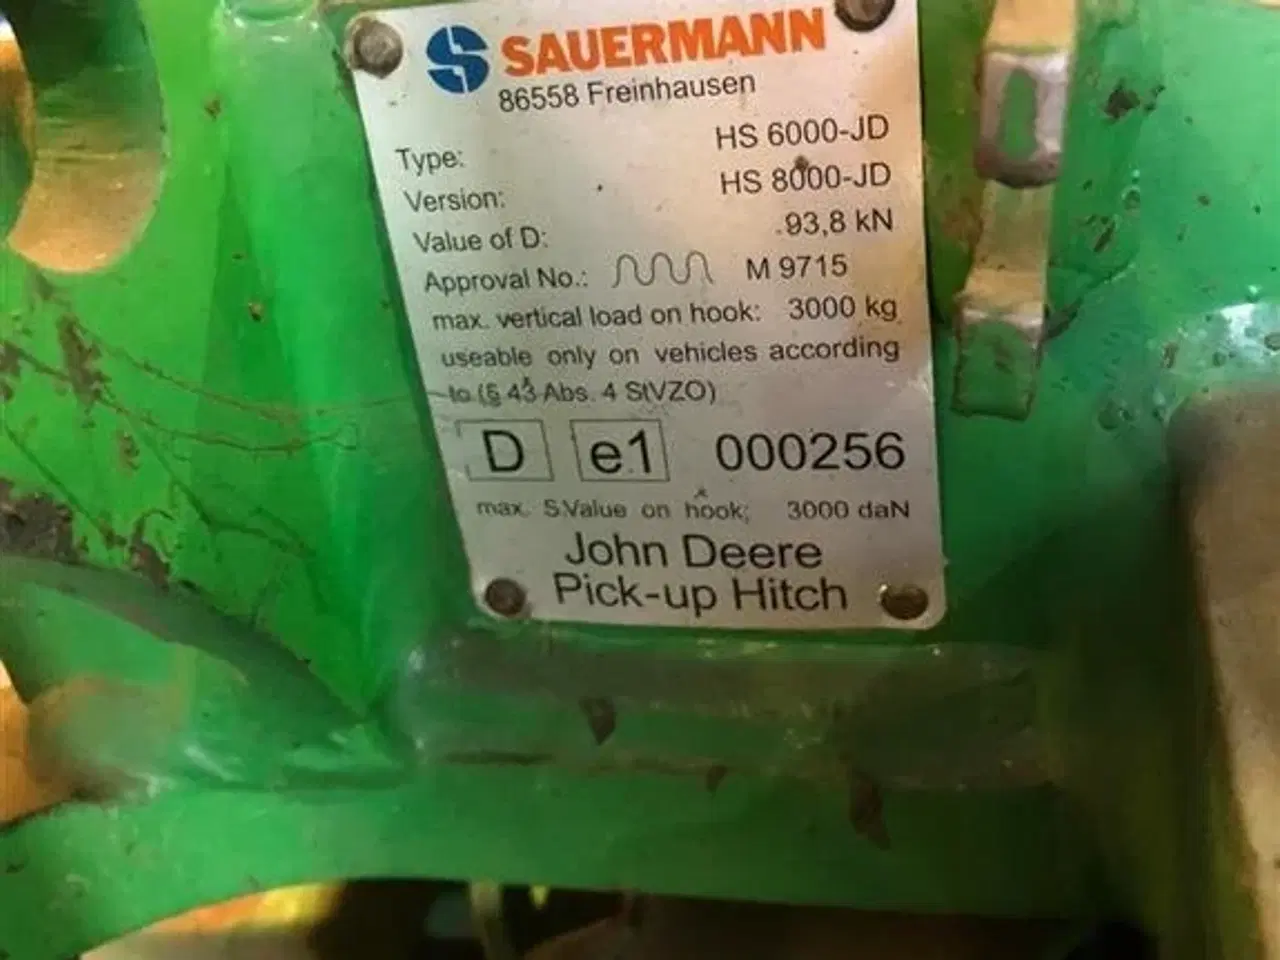 SAUERMANN
86558 Freinhausen
Type: HS 6000-JD
Version: HS 8000-JD
Value of D: 93,8 kN
Approval No.: M 9715
max. vertical load on hook: 3000 kg
useable only on vehicles according
to (§ 43 Abs. 4 StVZO)
D e1 000256
max. S.Value on hook; 3000 daN
John Deere
Pick-up Hitch